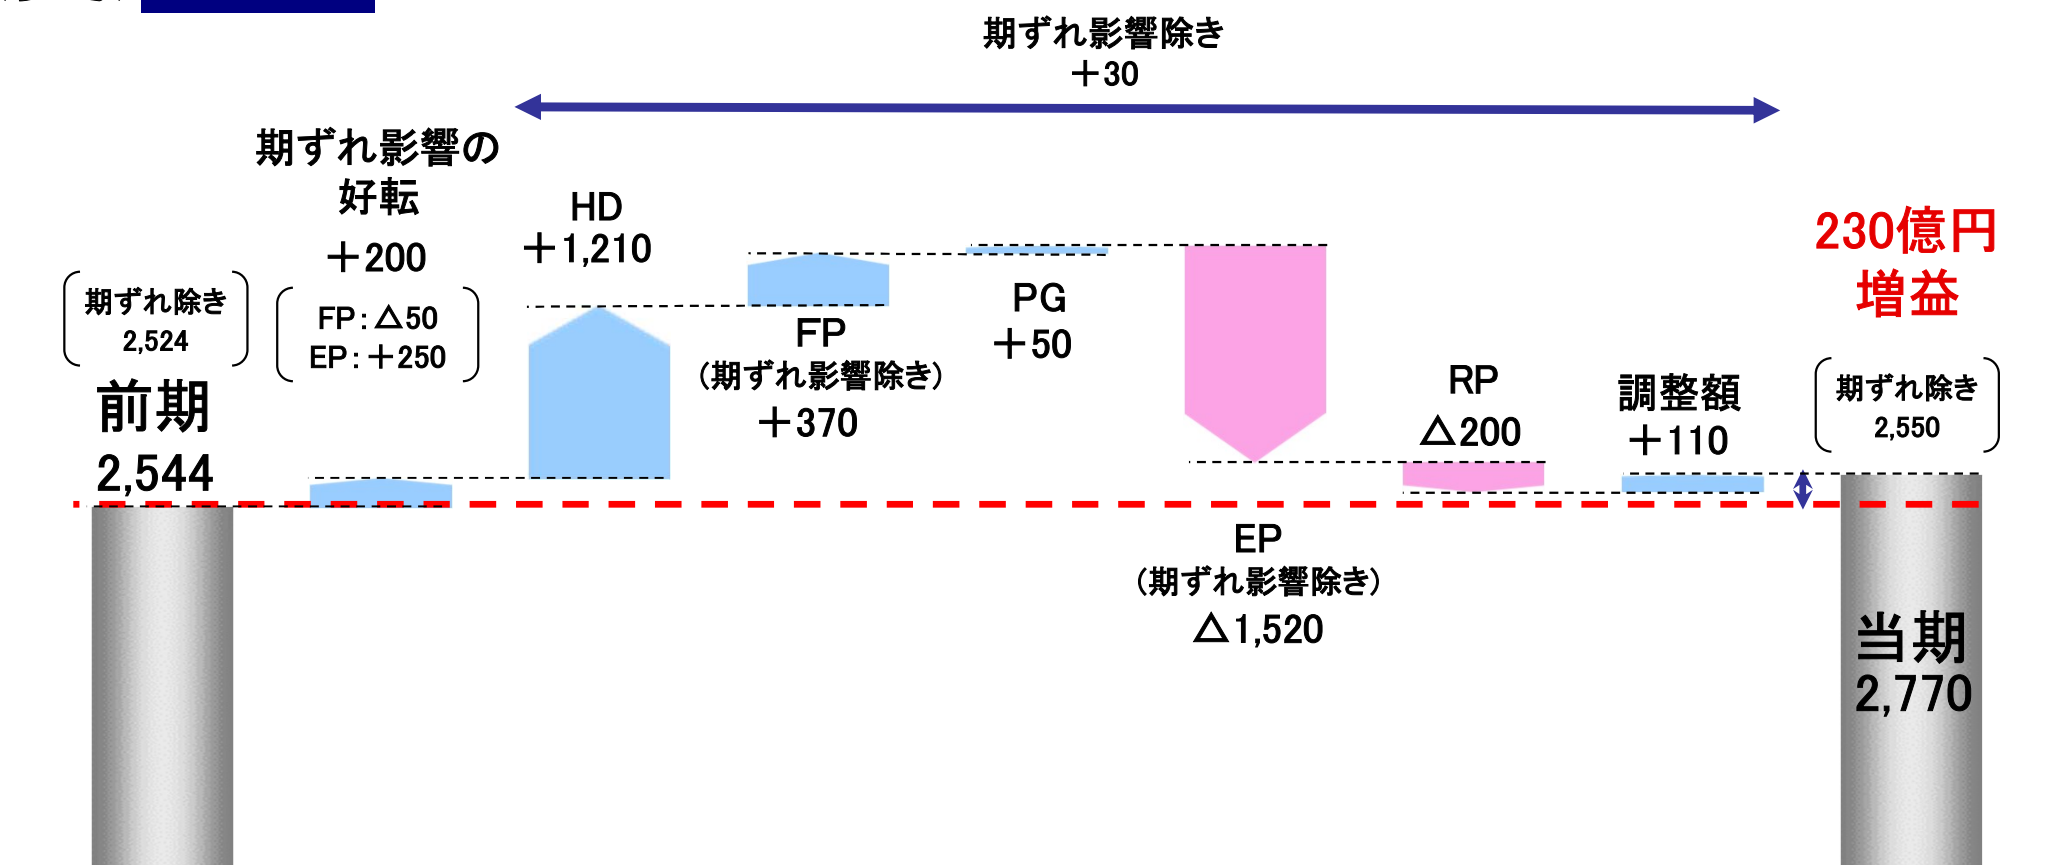 期ずれ影響除き
＋30
期ずれ影響の
好転
＋200
FP：△50
EP：＋250
期ずれ除き
2,524
前期
2,544
HD
＋1,210
FP
(期ずれ影響除き)
＋370
PG
＋50
EP
(期ずれ影響除き)
△1,520
RP
△200
調整額
＋110
230億円
増益
期ずれ除き
2,550
当期
2,770